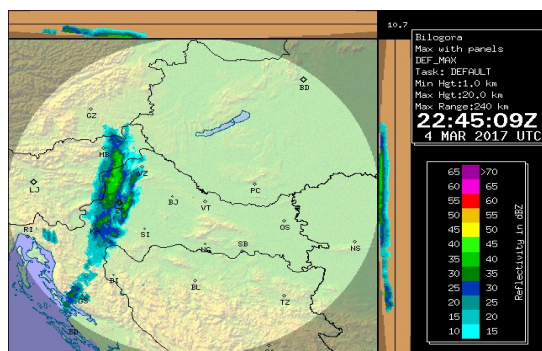 10.7
Bilogora
Max with panels
DEF_MAX
Task: DEFAULT
Min Hgt:1.0 km
Max Hgt:20.0 km
Max Range:240 km
22:45:09Z
4 MAR 2017 UTC
BD
GZ
MB
VZ
LJ
PC
BJ
VT
RI
SI
OS
SB
NS
BI
BL
TZ
GS
65 >70
60 65
55 60
50 55
45 50
40 45
35 40
30 35
25 30
20 25
15 20
10 15
Reflectivity in dBZ